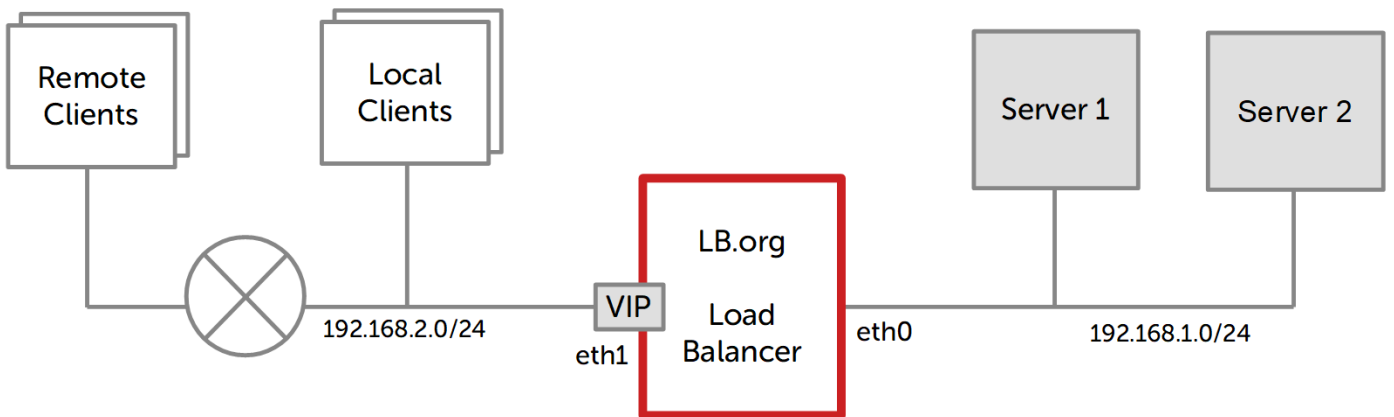 Remote
Clients
Local
Clients
Server 1
Server 2
LB.org
Load
Balancer
VIP
eth1
eth0
192.168.2.0/24
192.168.1.0/24